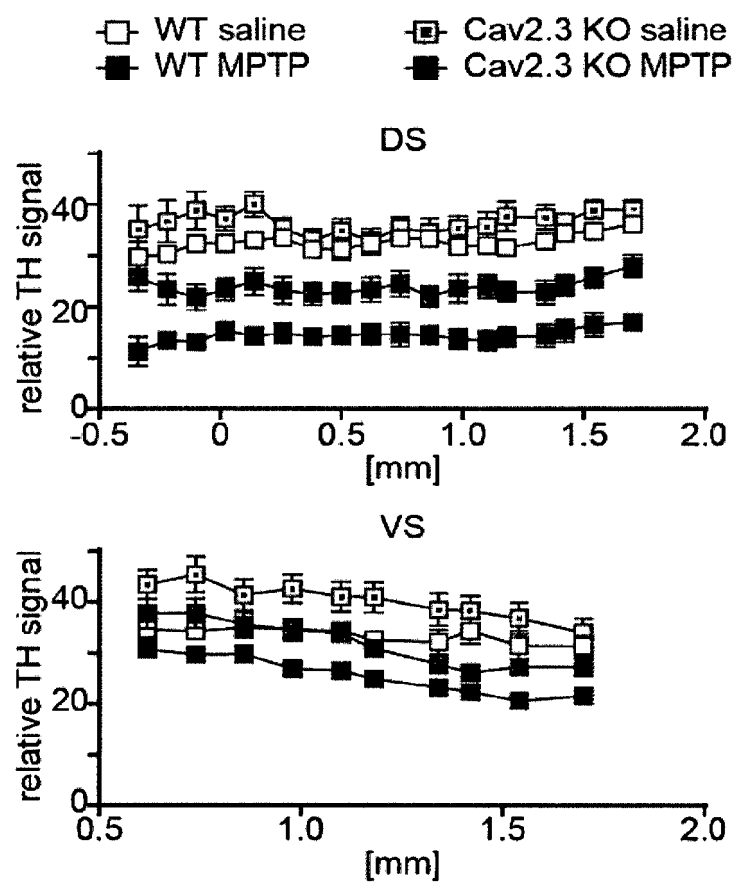 WT saline Cav2.3 KO saline
WT MPTP Cav2.3 KO MPTP
DS
relative TH signal
40
20
0
-0.5 0 0.5 1.0 1.5 2.0
[mm]
VS
relative TH signal
40
20
0
0.5 1.0 1.5 2.0
[mm]